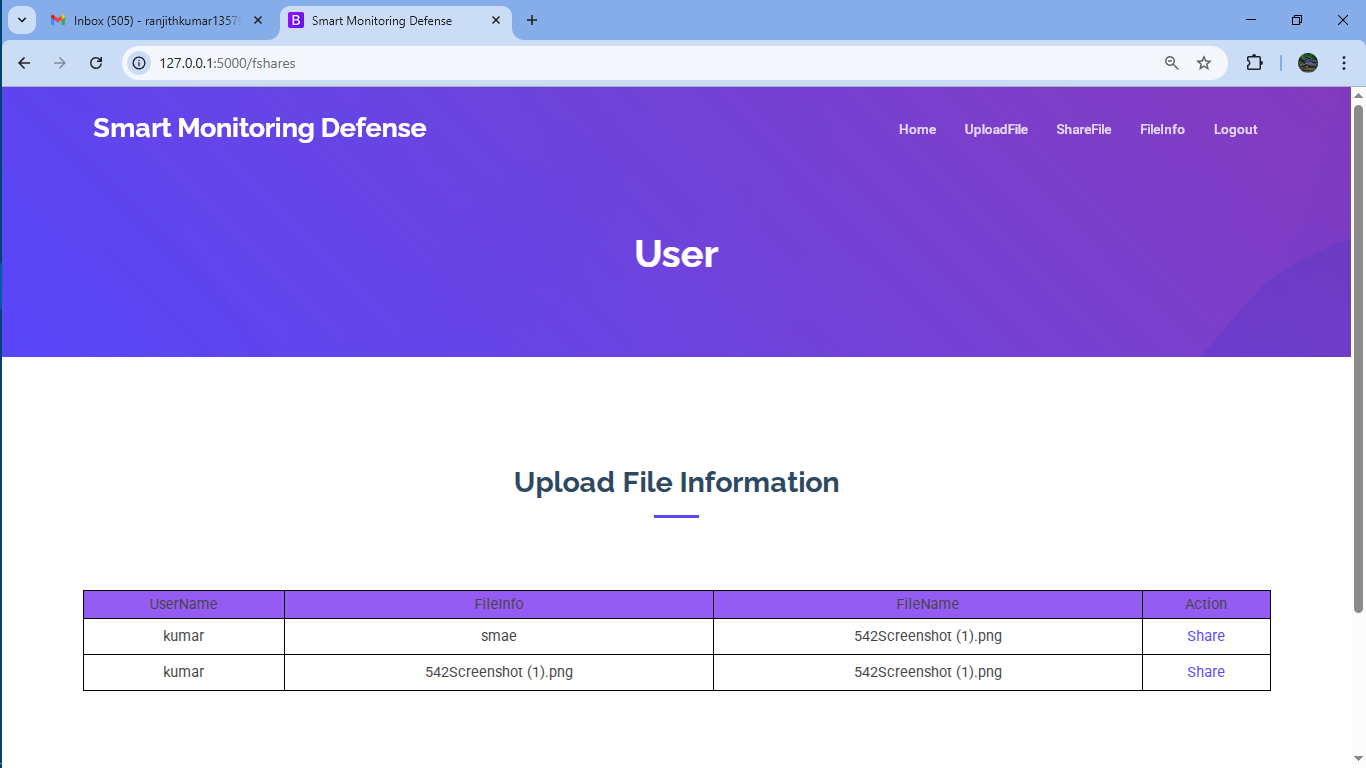 Inbox (505) - ranjithkumar1357
Smart Monitoring Defense
127.0.0.1:5000/fshares
Smart Monitoring Defense
Home UploadFile ShareFile FileInfo Logout
User
Upload File Information
UserName FileInfo FileName Action
kumar smae 542Screenshot (1).png Share
kumar 542Screenshot (1).png 542Screenshot (1).png Share